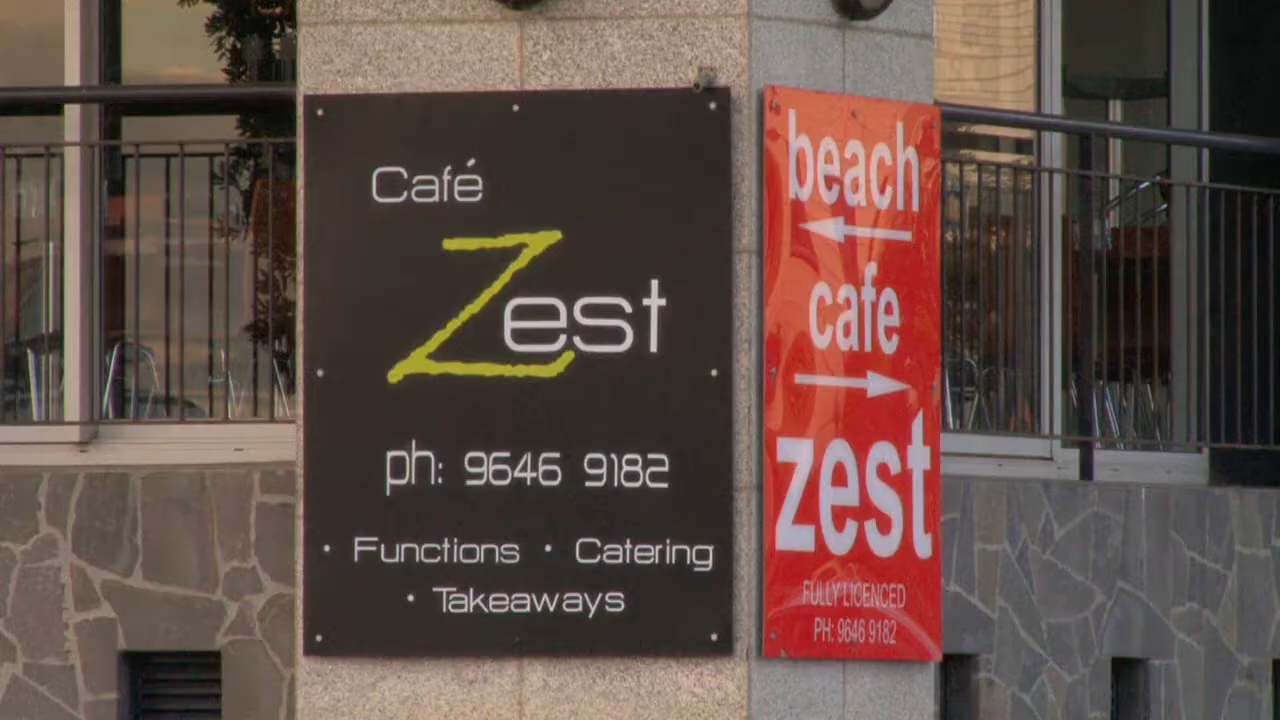 Café
Zest
ph: 9646 9182
• Functions • Catering
• Takeaways
beach
cafe
zest
FULLY LICENCED
PH: 9646 9182